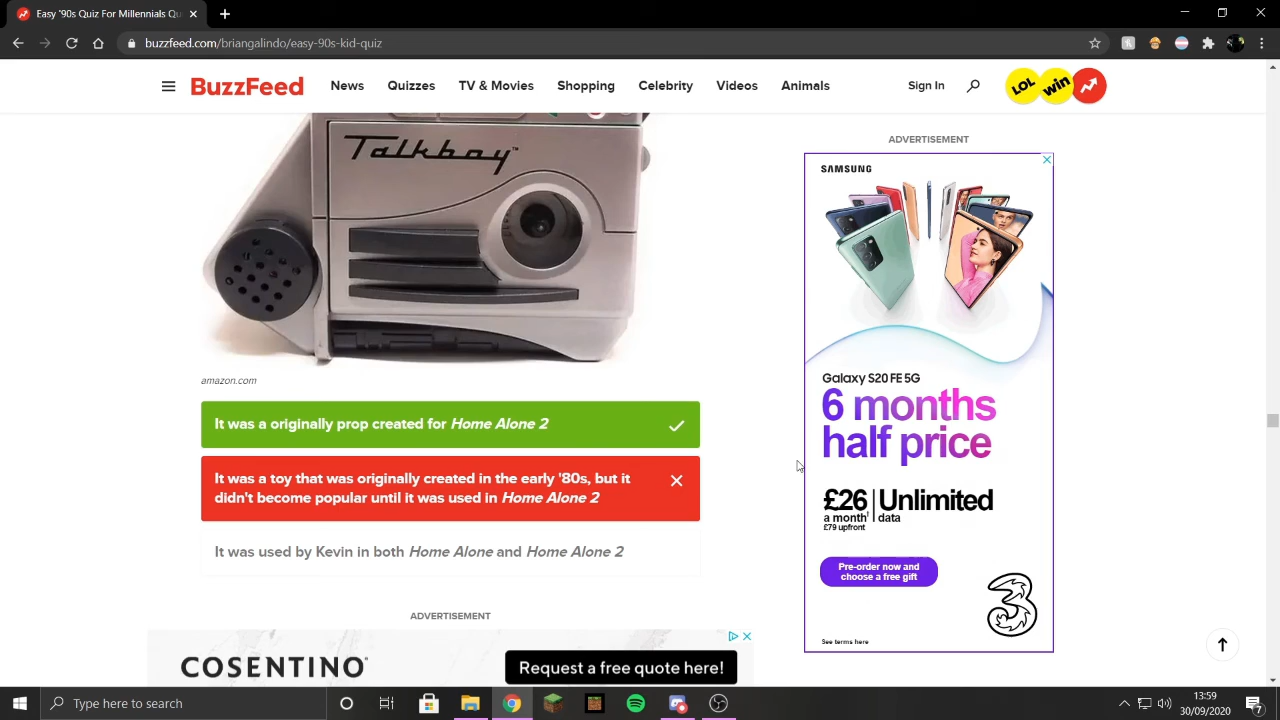 Easy '90s Quiz For Millennials Qu
buzzfeed.com/briangalindo/easy-90s-kid-quiz
BuzzFeed
News
Quizzes
TV & Movies
Shopping
Celebrity
Videos
Animals
Sign In
LOL
win
Talkboy™
amazon.com
It was a originally prop created for Home Alone 2
It was a toy that was originally created in the early '80s, but it
didn't become popular until it was used in Home Alone 2
It was used by Kevin in both Home Alone and Home Alone 2
ADVERTISEMENT
COSENTINO®
Request a free quote here!
ADVERTISEMENT
SAMSUNG
Galaxy S20 FE 5G
6 months
half price
£26 Unlimited
a month† data
£79 upfront
Pre-order now and
choose a free gift
3
See terms here
Type here to search
13:59
30/09/2020
7